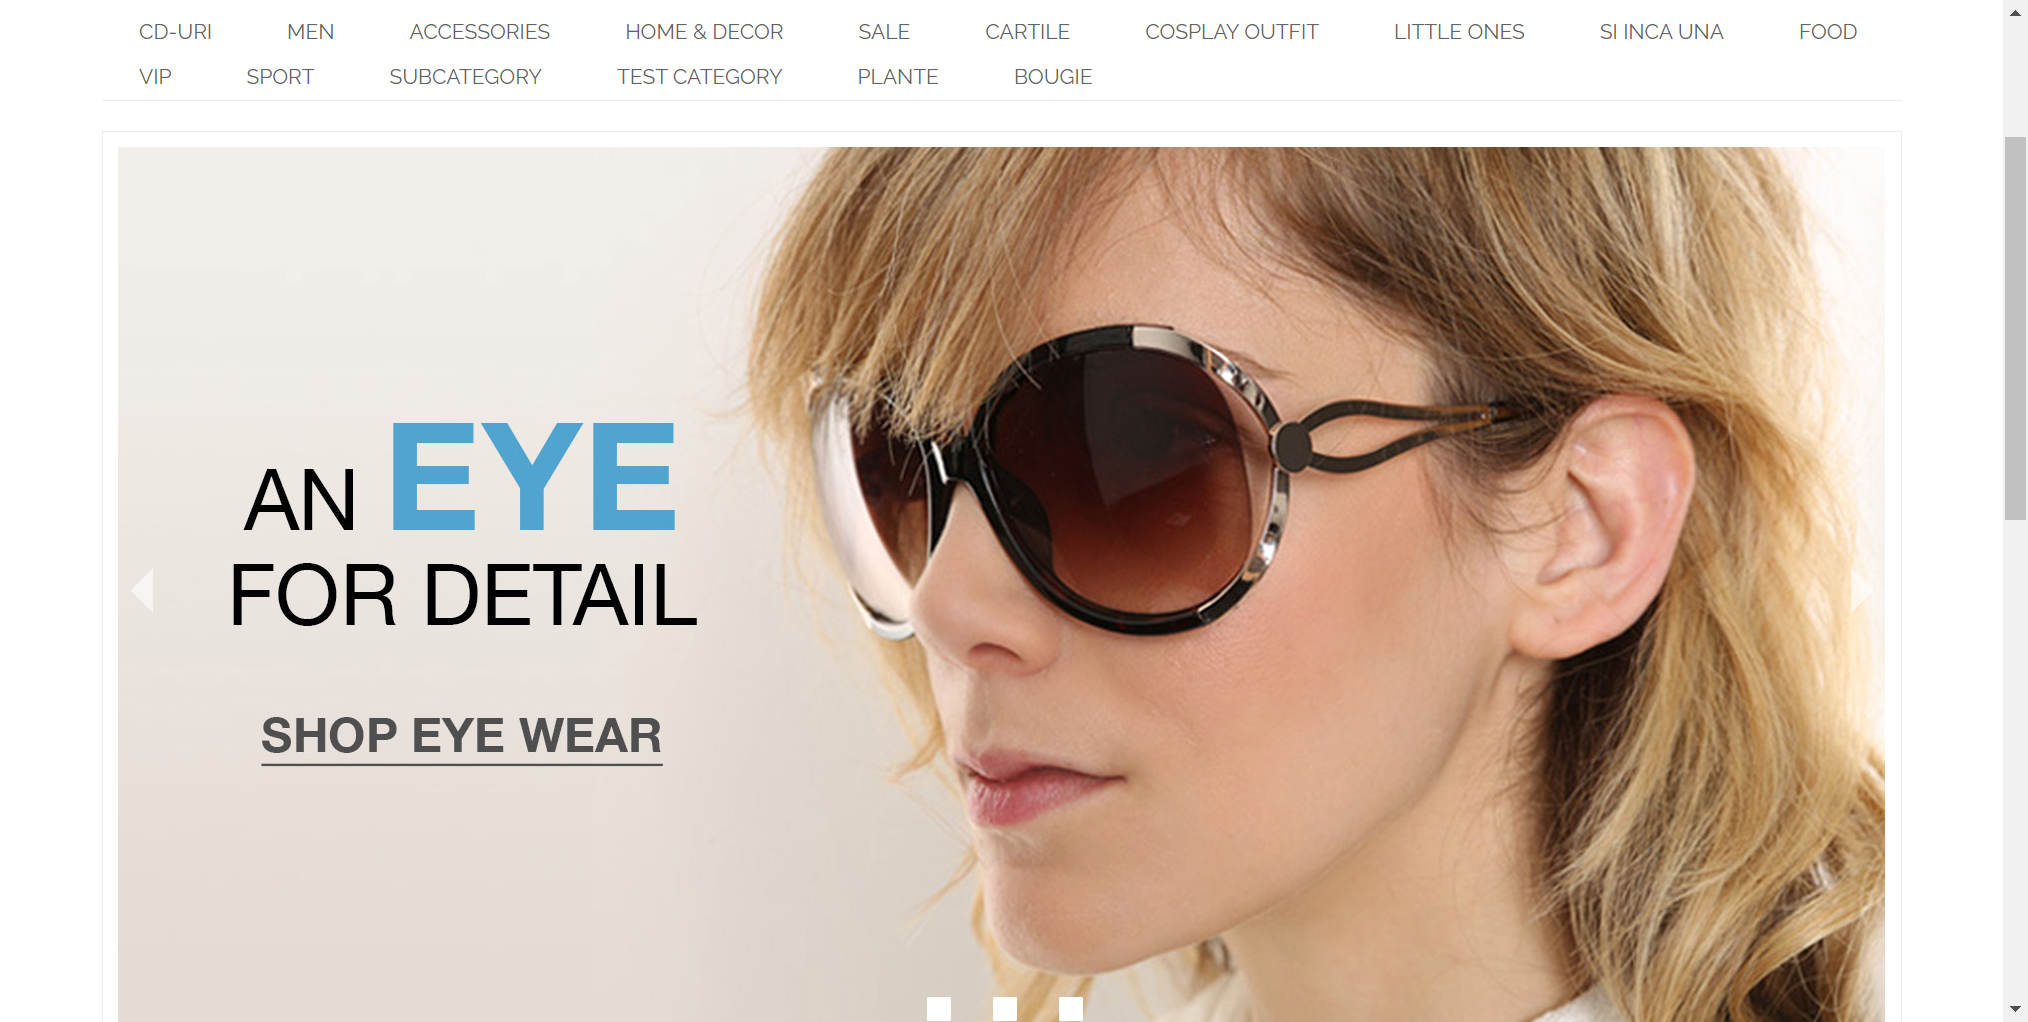 CD-URI MEN ACCESSORIES HOME & DECOR SALE CARTILE COSPLAY OUTFIT LITTLE ONES SI INCA UNA FOOD
VIP SPORT SUBCATEGORY TEST CATEGORY PLANTE BOUGIE
AN EYE
FOR DETAIL
SHOP EYE WEAR